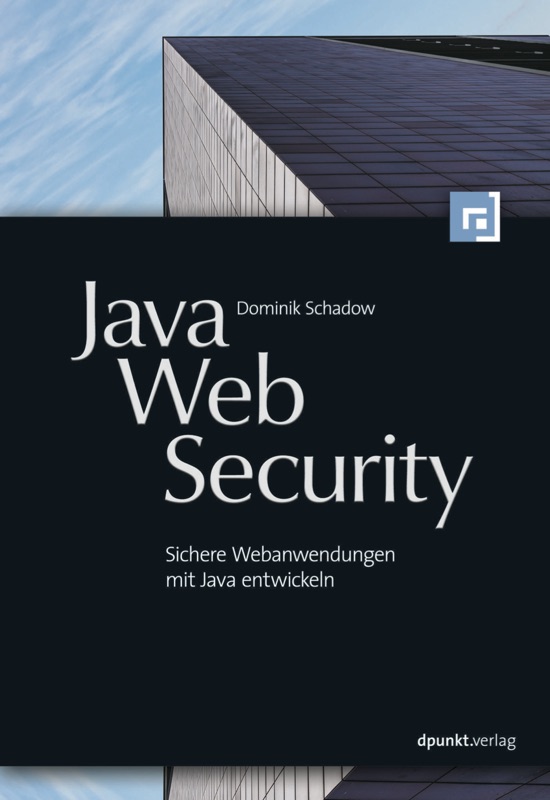 Java
Dominik Schadow
Web
Security
Sichere Webanwendungen
mit Java entwickeln
dpunkt.verlag